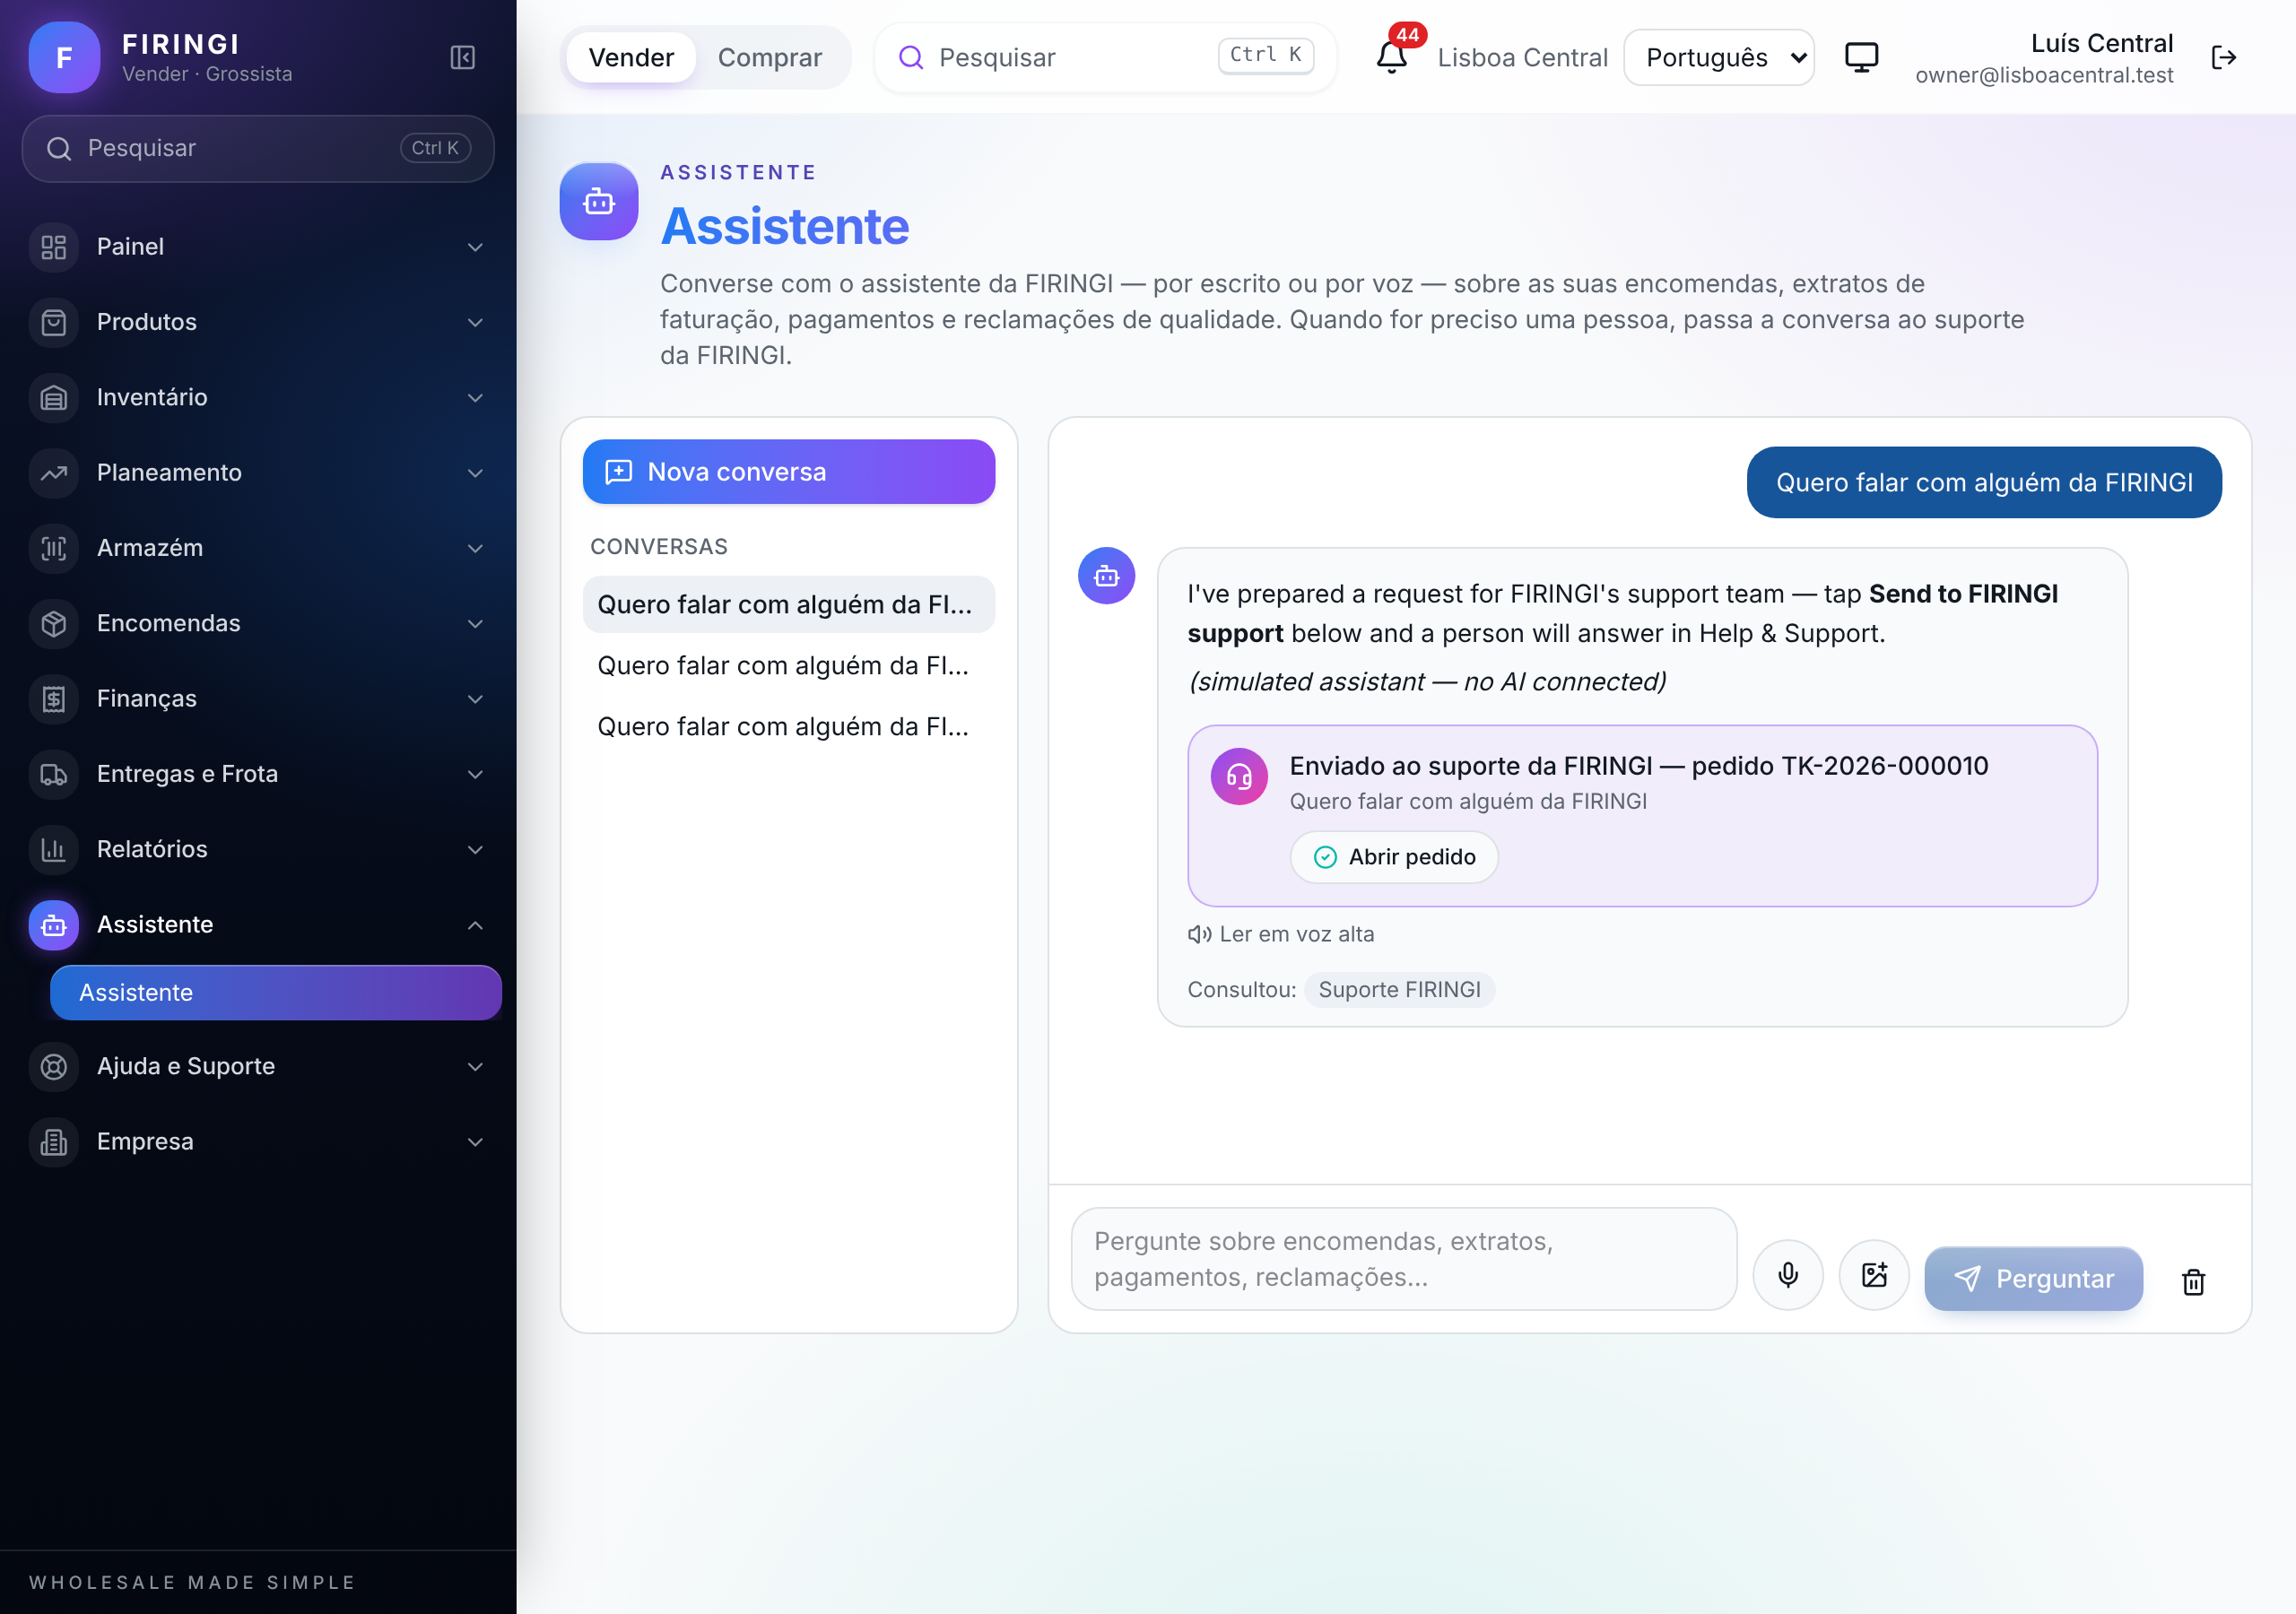 F
FIRINGI
Vender · Grossista
Pesquisar
Ctrl K
Painel
Produtos
Inventário
Planeamento
Armazém
Encomendas
Finanças
Entregas e Frota
Relatórios
Assistente
Assistente
Ajuda e Suporte
Empresa
WHOLESALE MADE SIMPLE
Vender
Comprar
Pesquisar
Ctrl K
44
Lisboa Central
Português
Luís Central
owner@lisboacentral.test
ASSISTENTE
Assistente
Converse com o assistente da FIRINGI — por escrito ou por voz — sobre as suas encomendas, extratos de
faturação, pagamentos e reclamações de qualidade. Quando for preciso uma pessoa, passa a conversa ao suporte
da FIRINGI.
Nova conversa
CONVERSAS
Quero falar com alguém da FI...
Quero falar com alguém da FI...
Quero falar com alguém da FI...
Quero falar com alguém da FIRINGI
I've prepared a request for FIRINGI's support team — tap Send to FIRINGI
support below and a person will answer in Help & Support.
(simulated assistant — no AI connected)
Enviado ao suporte da FIRINGI — pedido TK-2026-000010
Quero falar com alguém da FIRINGI
Abrir pedido
Ler em voz alta
Consultou: Suporte FIRINGI
Pergunte sobre encomendas, extratos,
pagamentos, reclamações...
Perguntar